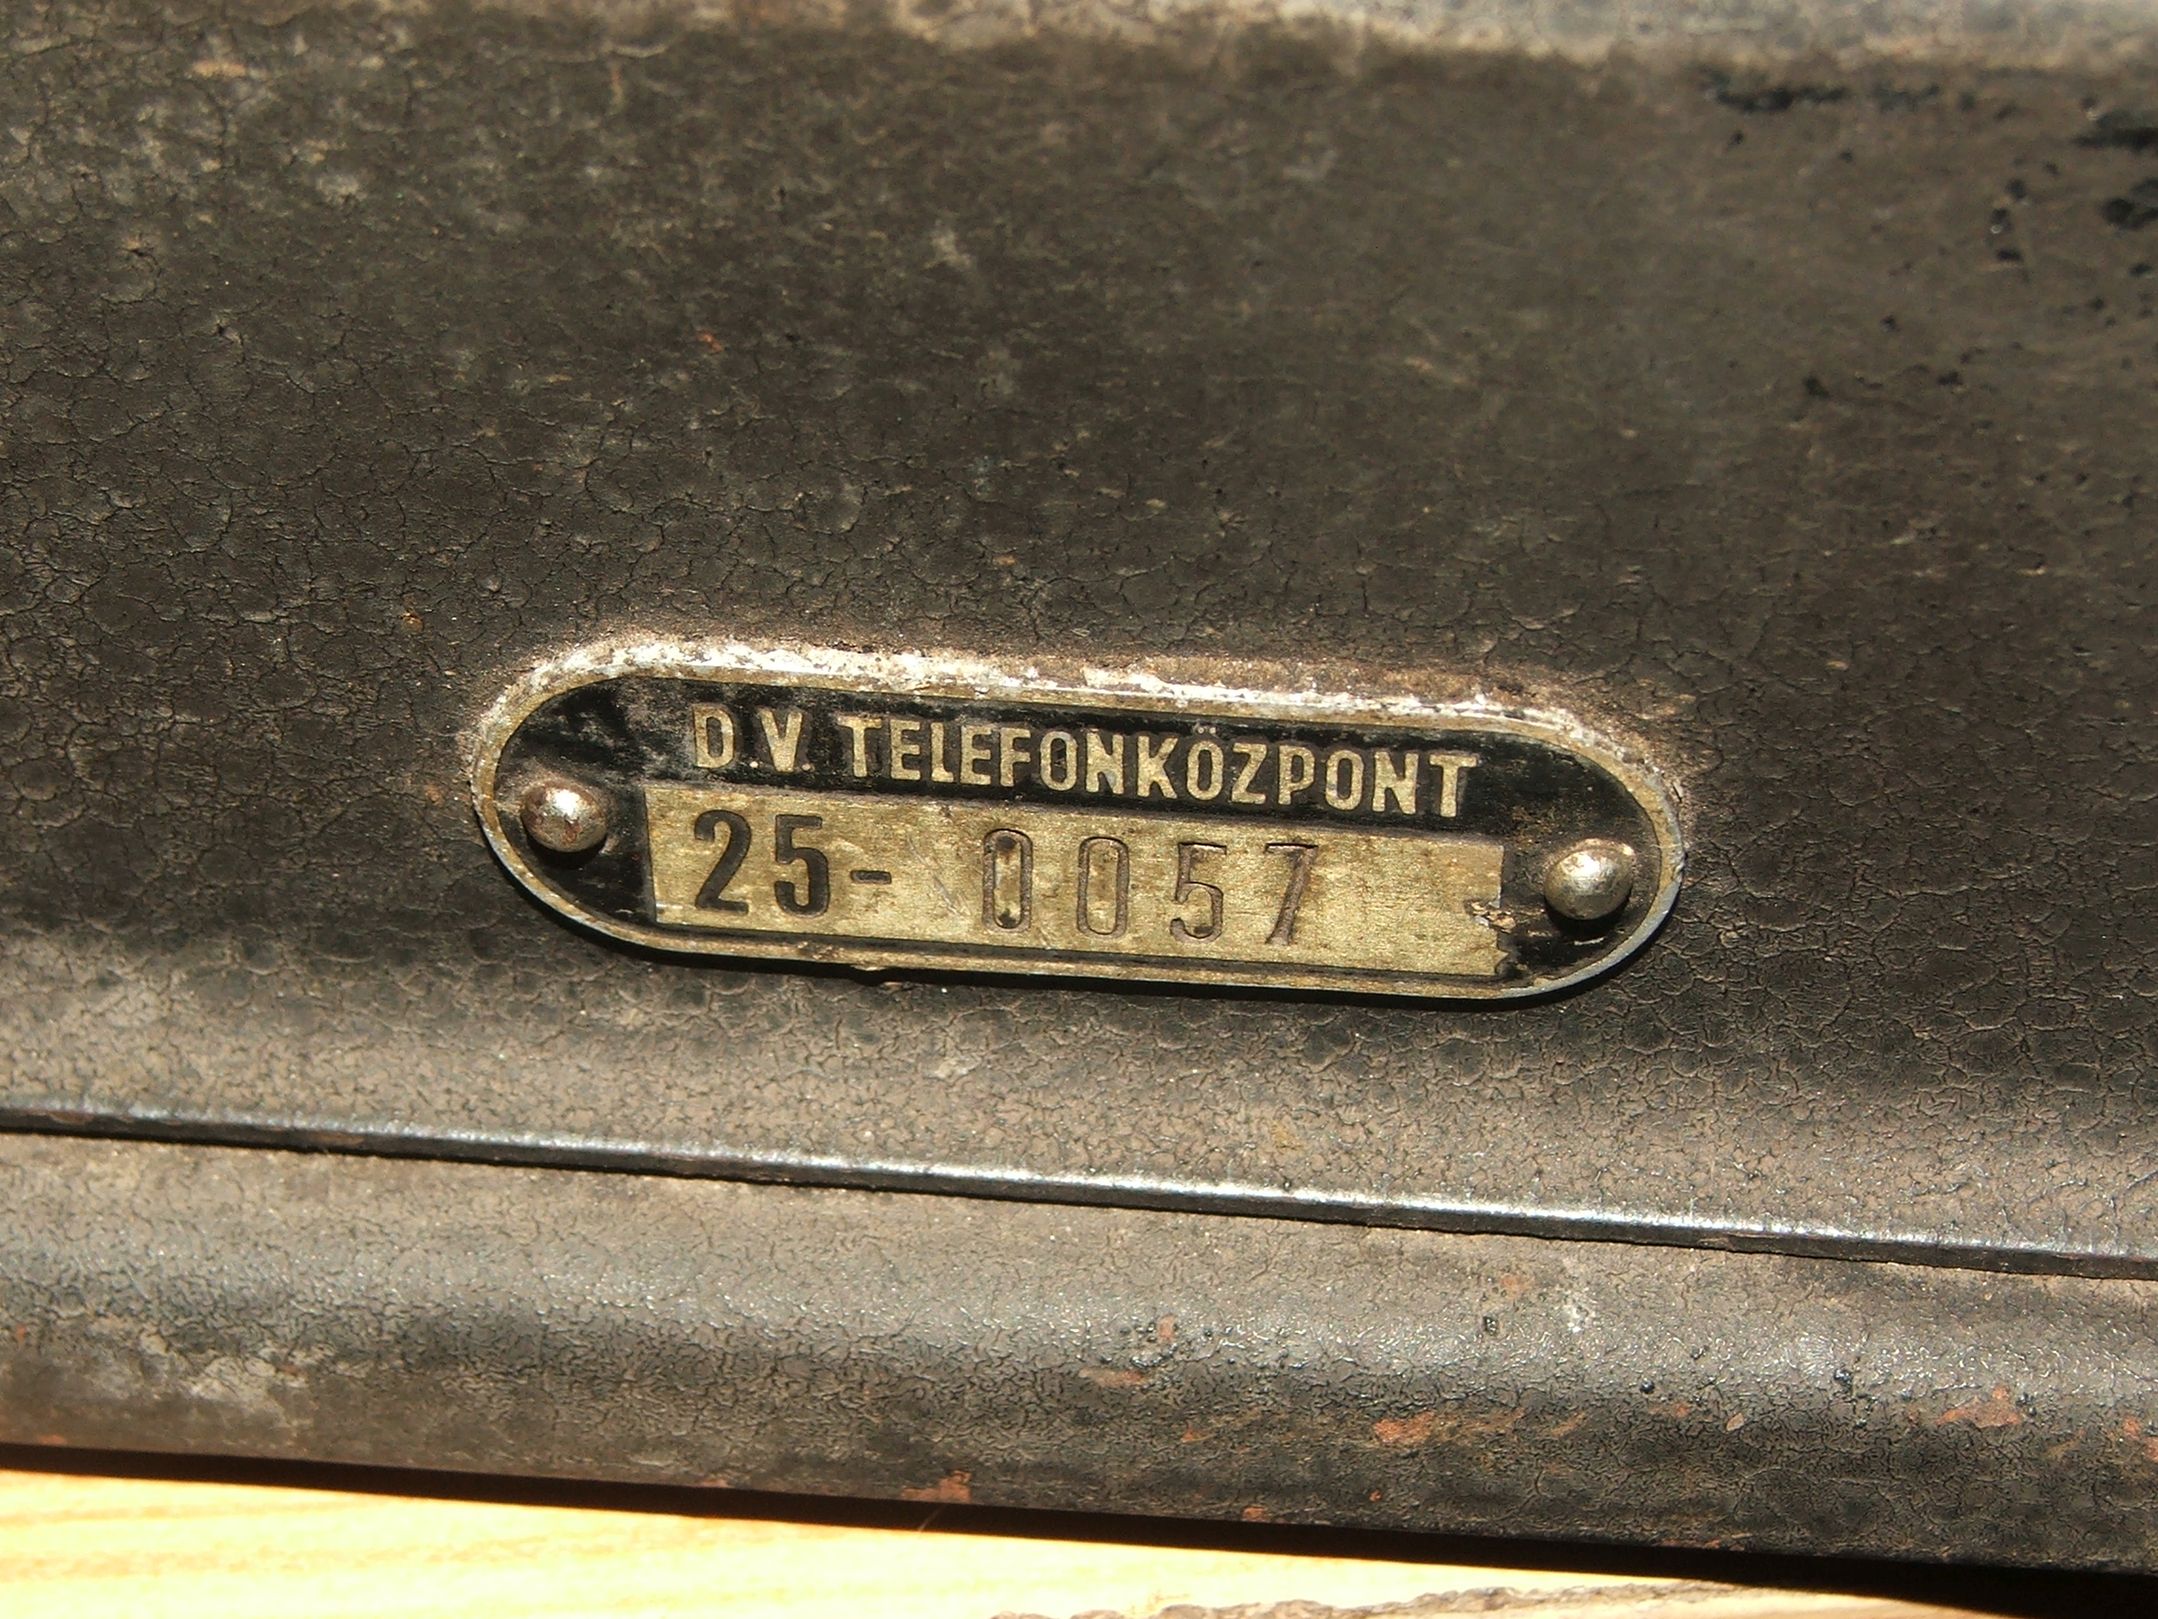 D V. TELEFONKÖZPONT
25- 0057